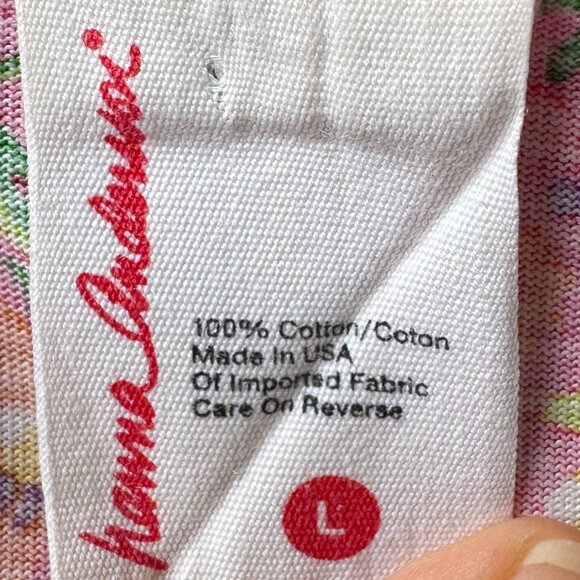 hanna Andersson®
100% Cotton/Coton
Made In USA
Of Imported Fabric
Care On Reverse
L